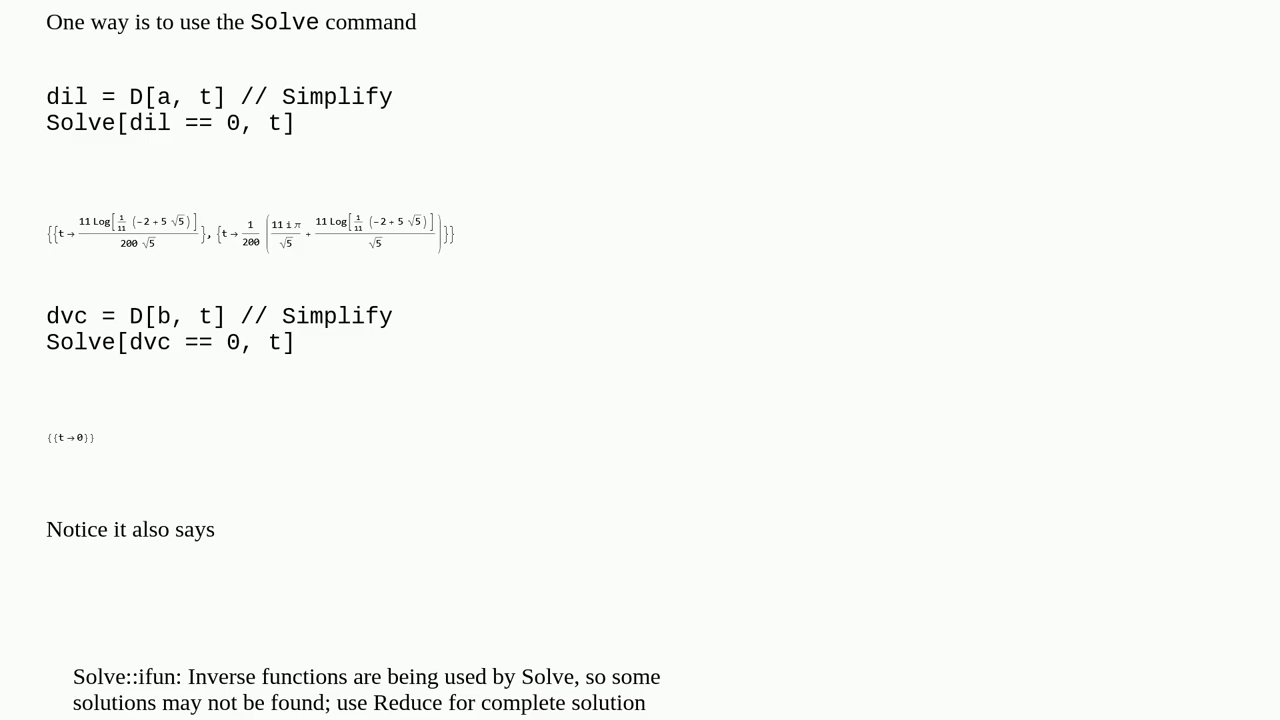 One way is to use the Solve command
dil = D[a, t] // Simplify
Solve[dil == 0, t]
{{t→ 11 Log[1/11 (-2+5 √5)] / 200 √5}, {t→ 1/200 (11 i π/√5 + 11 Log[1/11 (-2+5 √5)]/√5)}}
dvc = D[b, t] // Simplify
Solve[dvc == 0, t]
{{t→0}}
Notice it also says
Solve::ifun: Inverse functions are being used by Solve, so some
solutions may not be found; use Reduce for complete solution